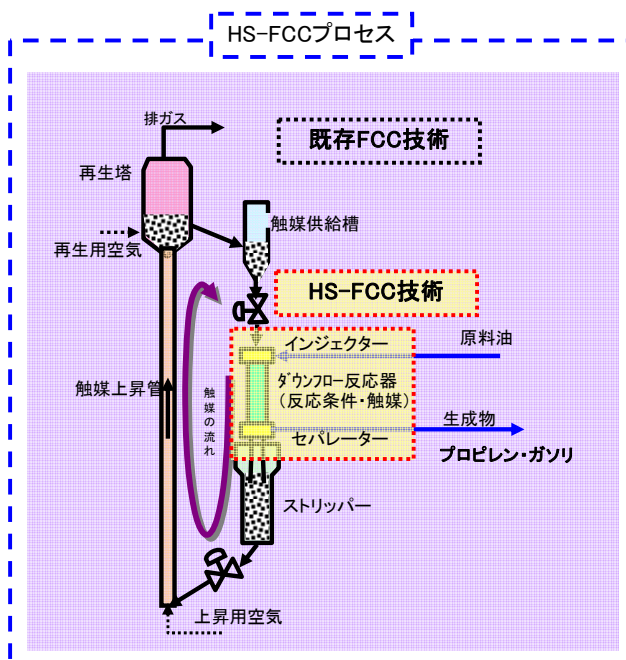 HS-FCCプロセス
排ガス
既存FCC技術
再生塔
触媒供給槽
再生用空気
HS-FCC技術
インジェクター
原料油
ダウンフロー反応器
(反応条件・触媒)
触媒上昇管
触媒の流れ
生成物
セパレーター
プロピレン・ガソリ
ストリッパー
上昇用空気